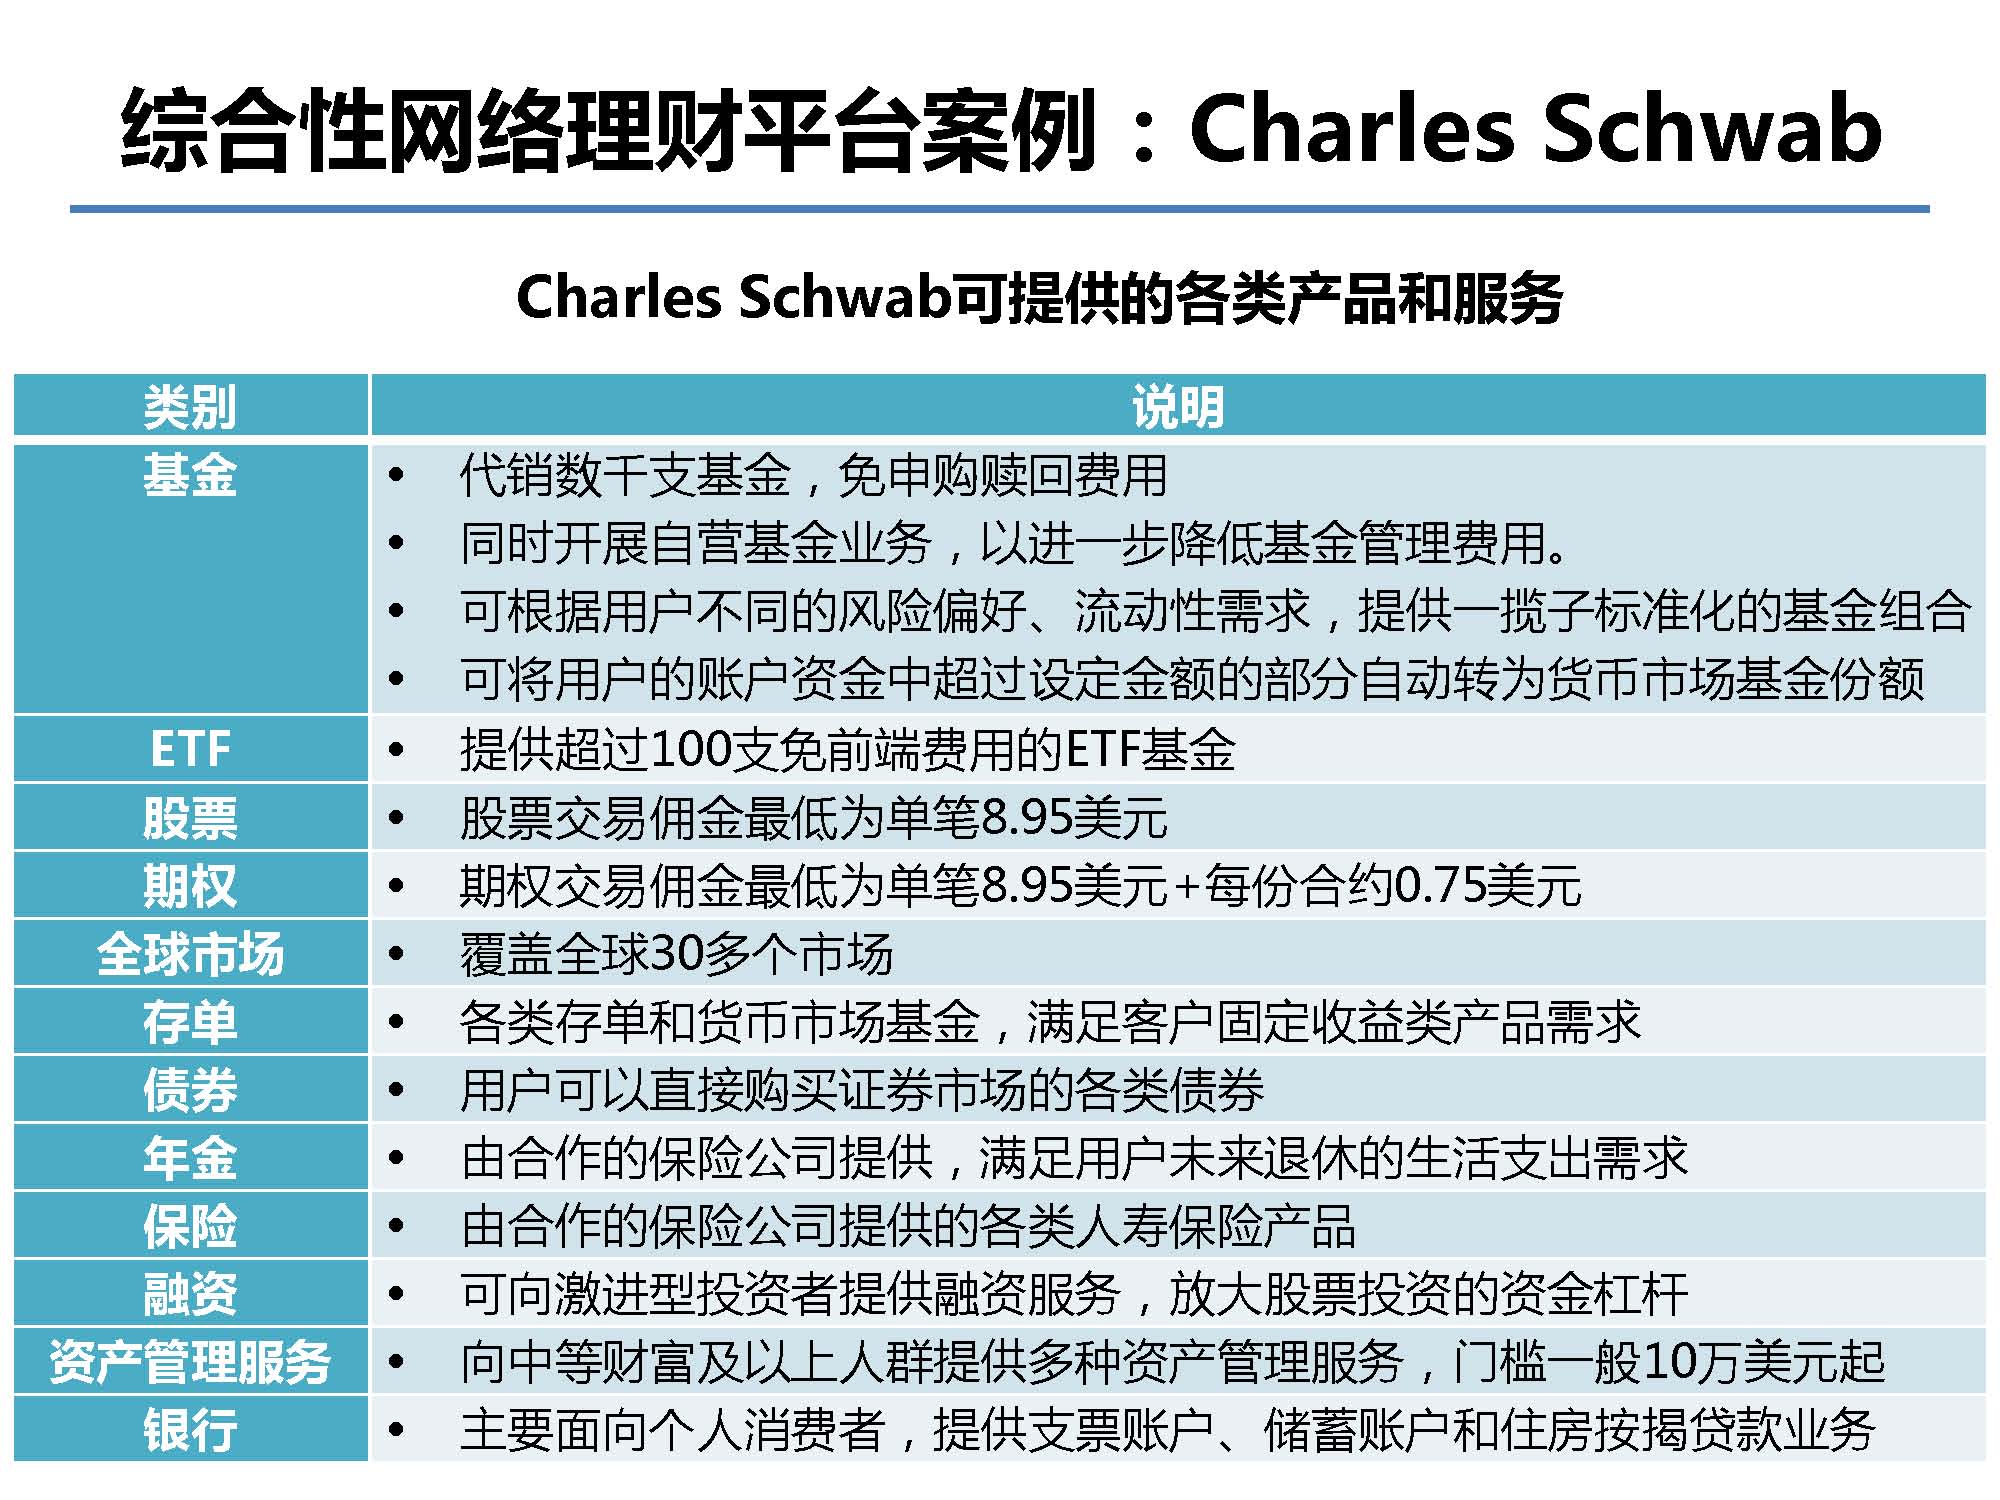 综合性网络理财平台案例：Charles Schwab
Charles Schwab可提供的各类产品和服务
类别 说明
基金 • 代销数千支基金，免申购赎回费用
• 同时开展自营基金业务，以进一步降低基金管理费用。
• 可根据用户不同的风险偏好、流动性需求，提供一揽子标准化的基金组合
• 可将用户的账户资金中超过设定金额的部分自动转为货币市场基金份额
ETF • 提供超过100支免前端费用的ETF基金
股票 • 股票交易佣金最低为单笔8.95美元
期权 • 期权交易佣金最低为单笔8.95美元+每份合约0.75美元
全球市场 • 覆盖全球30多个市场
存单 • 各类存单和货币市场基金，满足客户固定收益类产品需求
债券 • 用户可以直接购买证券市场的各类债券
年金 • 由合作的保险公司提供，满足用户未来退休的生活支出需求
保险 • 由合作的保险公司提供的各类人寿保险产品
融资 • 可向激进型投资者提供融资服务，放大股票投资的资金杠杆
资产管理服务 • 向中等财富及以上人群提供多种资产管理服务，门槛一般10万美元起
银行 • 主要面向个人消费者，提供支票账户、储蓄账户和住房按揭贷款业务